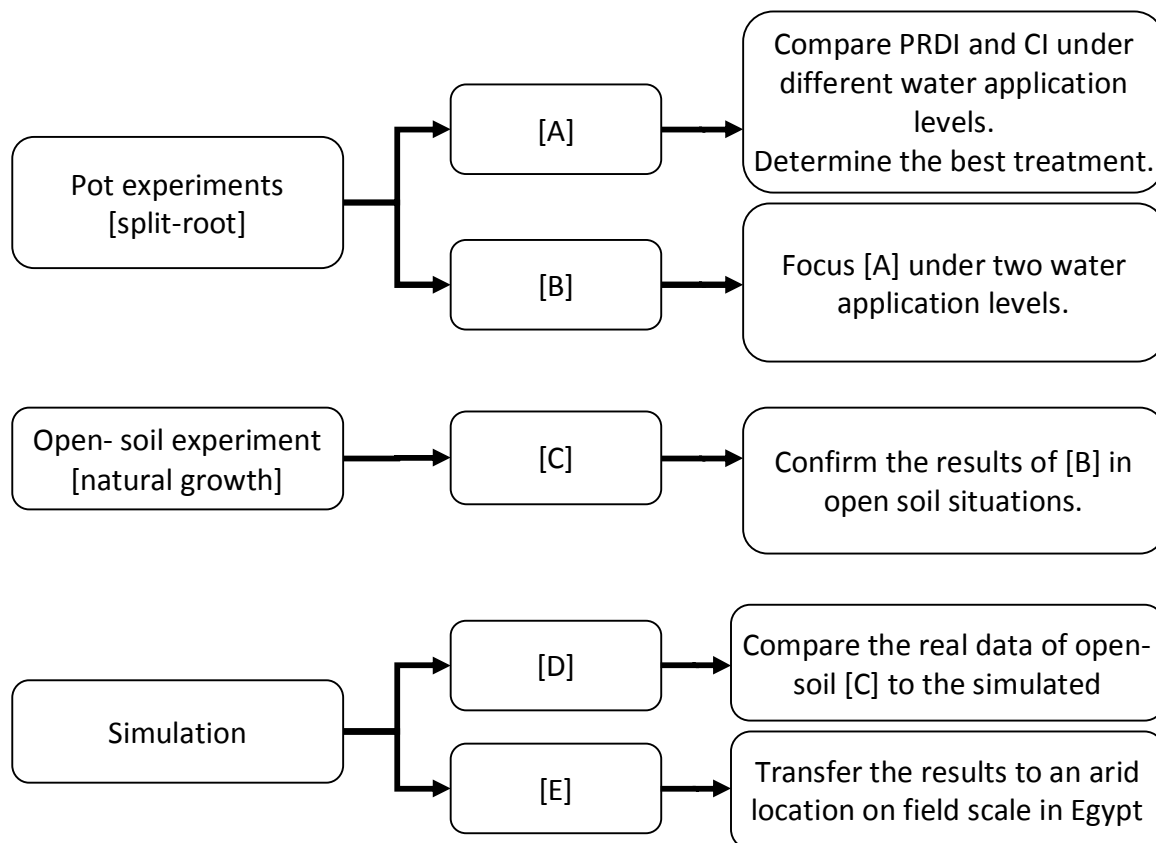 Pot experiments
[split-root]
[A]
Compare PRDI and CI under
different water application
levels.
Determine the best treatment.
[B]
Focus [A] under two water
application levels.
Open- soil experiment
[natural growth]
[C]
Confirm the results of [B] in
open soil situations.
Simulation
[D]
Compare the real data of open-
soil [C] to the simulated
[E]
Transfer the results to an arid
location on field scale in Egypt